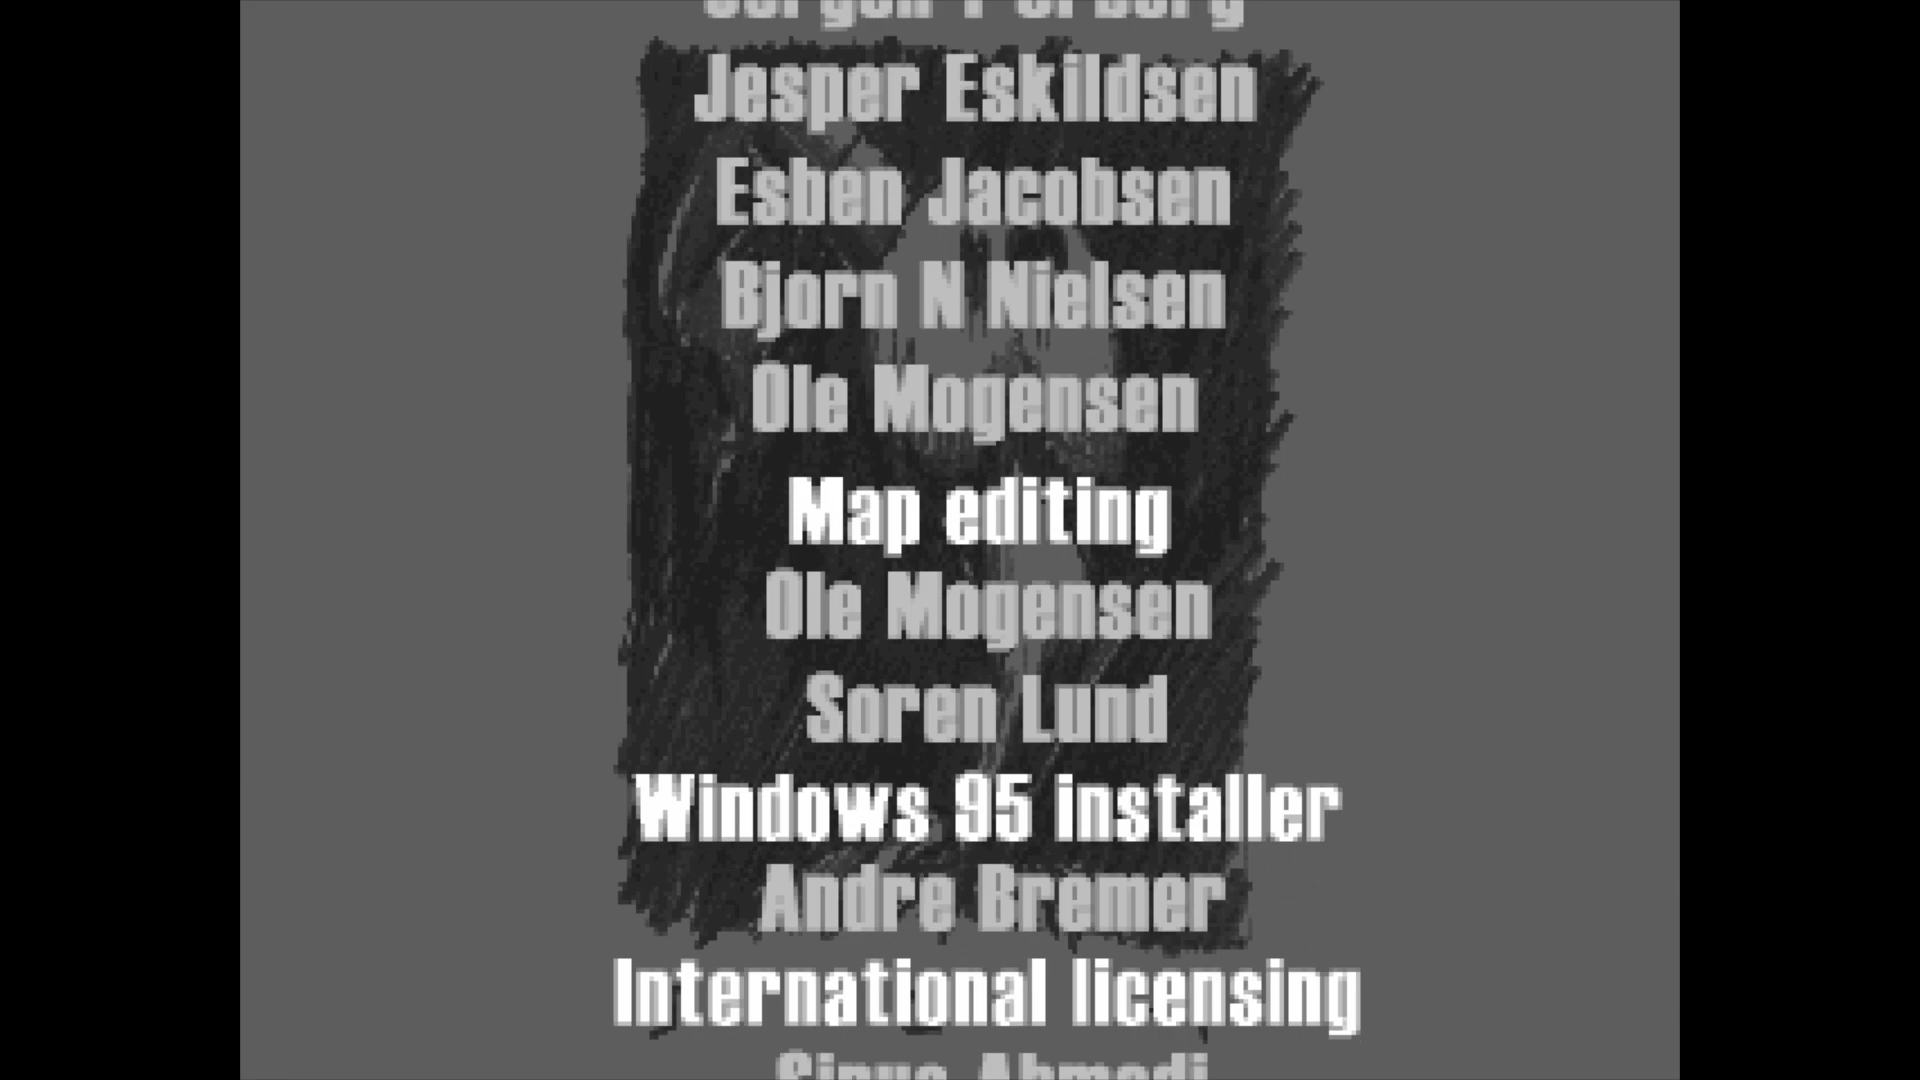 Jesper Eskildsen
Esben Jacobsen
Bjorn N Nielsen
Ole Mogensen
Map editing
Ole Mogensen
Soren Lund
Windows 95 installer
Andre Bremer
International licensing